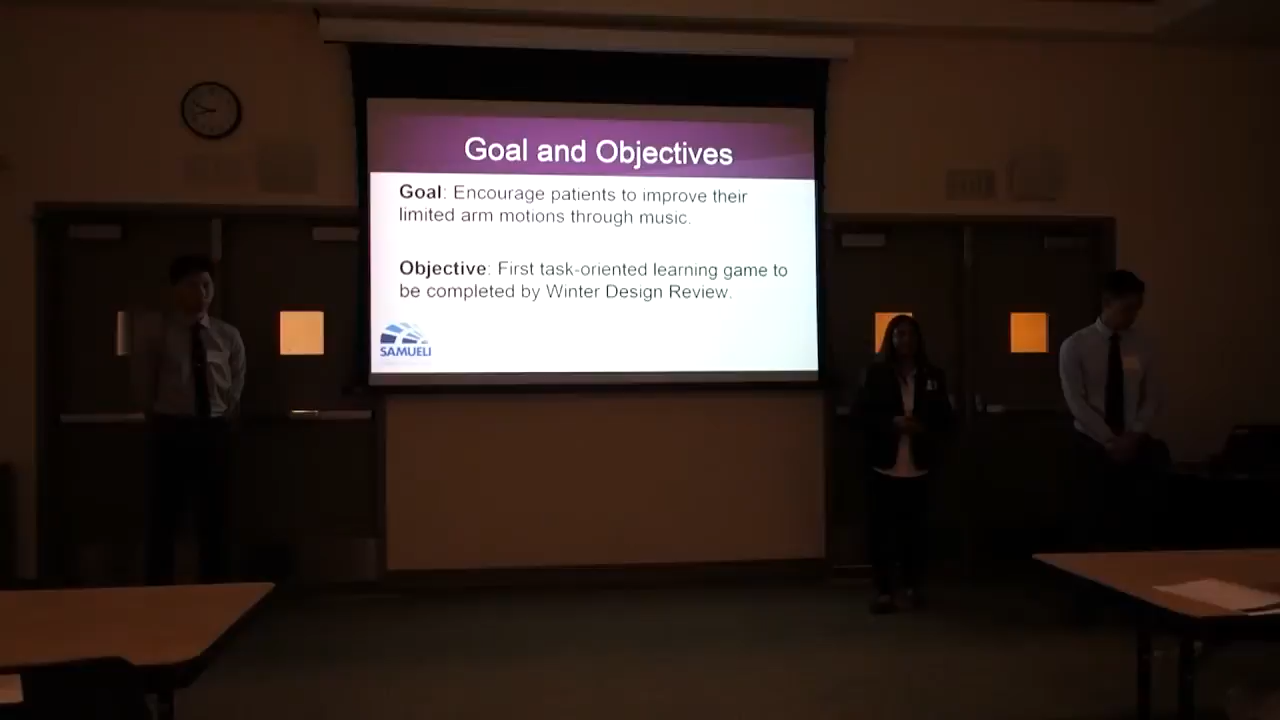 Goal and Objectives
Goal: Encourage patients to improve their
limited arm motions through music.
Objective: First task-oriented learning game to
be completed by Winter Design Review.
SAMUELI